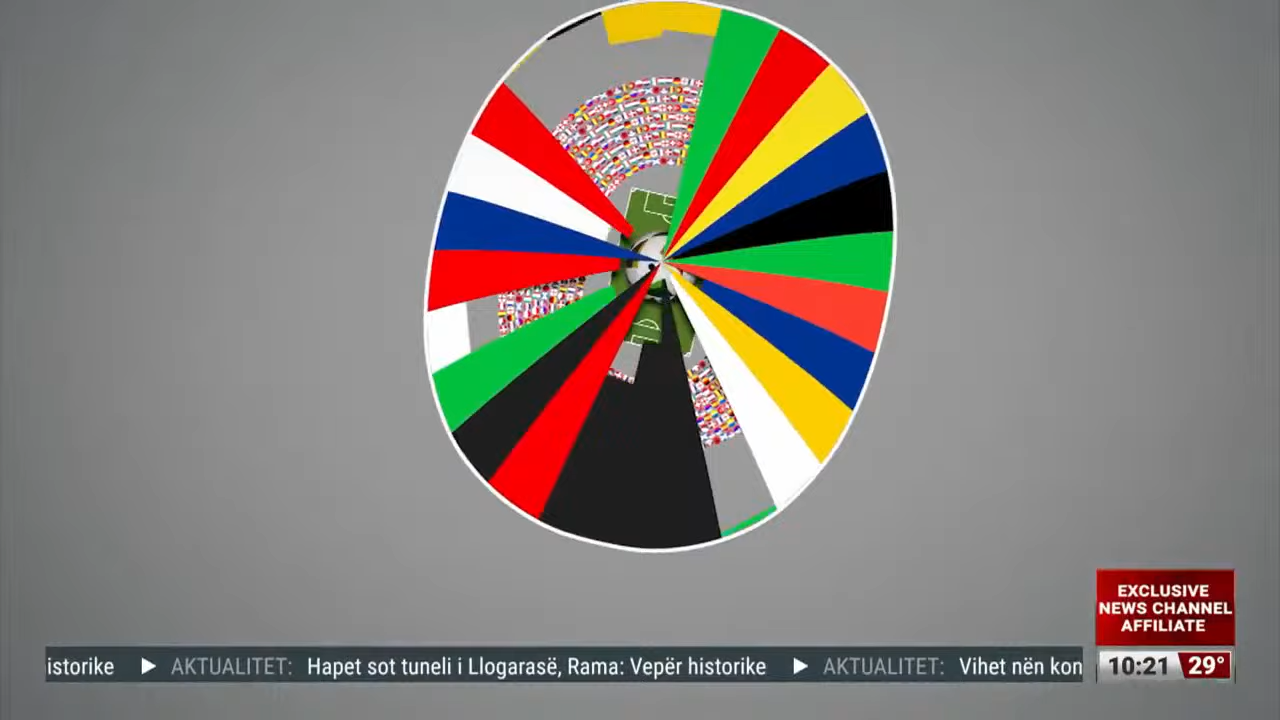 EXCLUSIVE
NEWS CHANNEL
AFFILIATE
istorike ▶ AKTUALITET: Hapet sot tuneli i Llogarasë, Rama: Vepër historike ▶ AKTUALITET: Vihet nën kon
10:21 29°